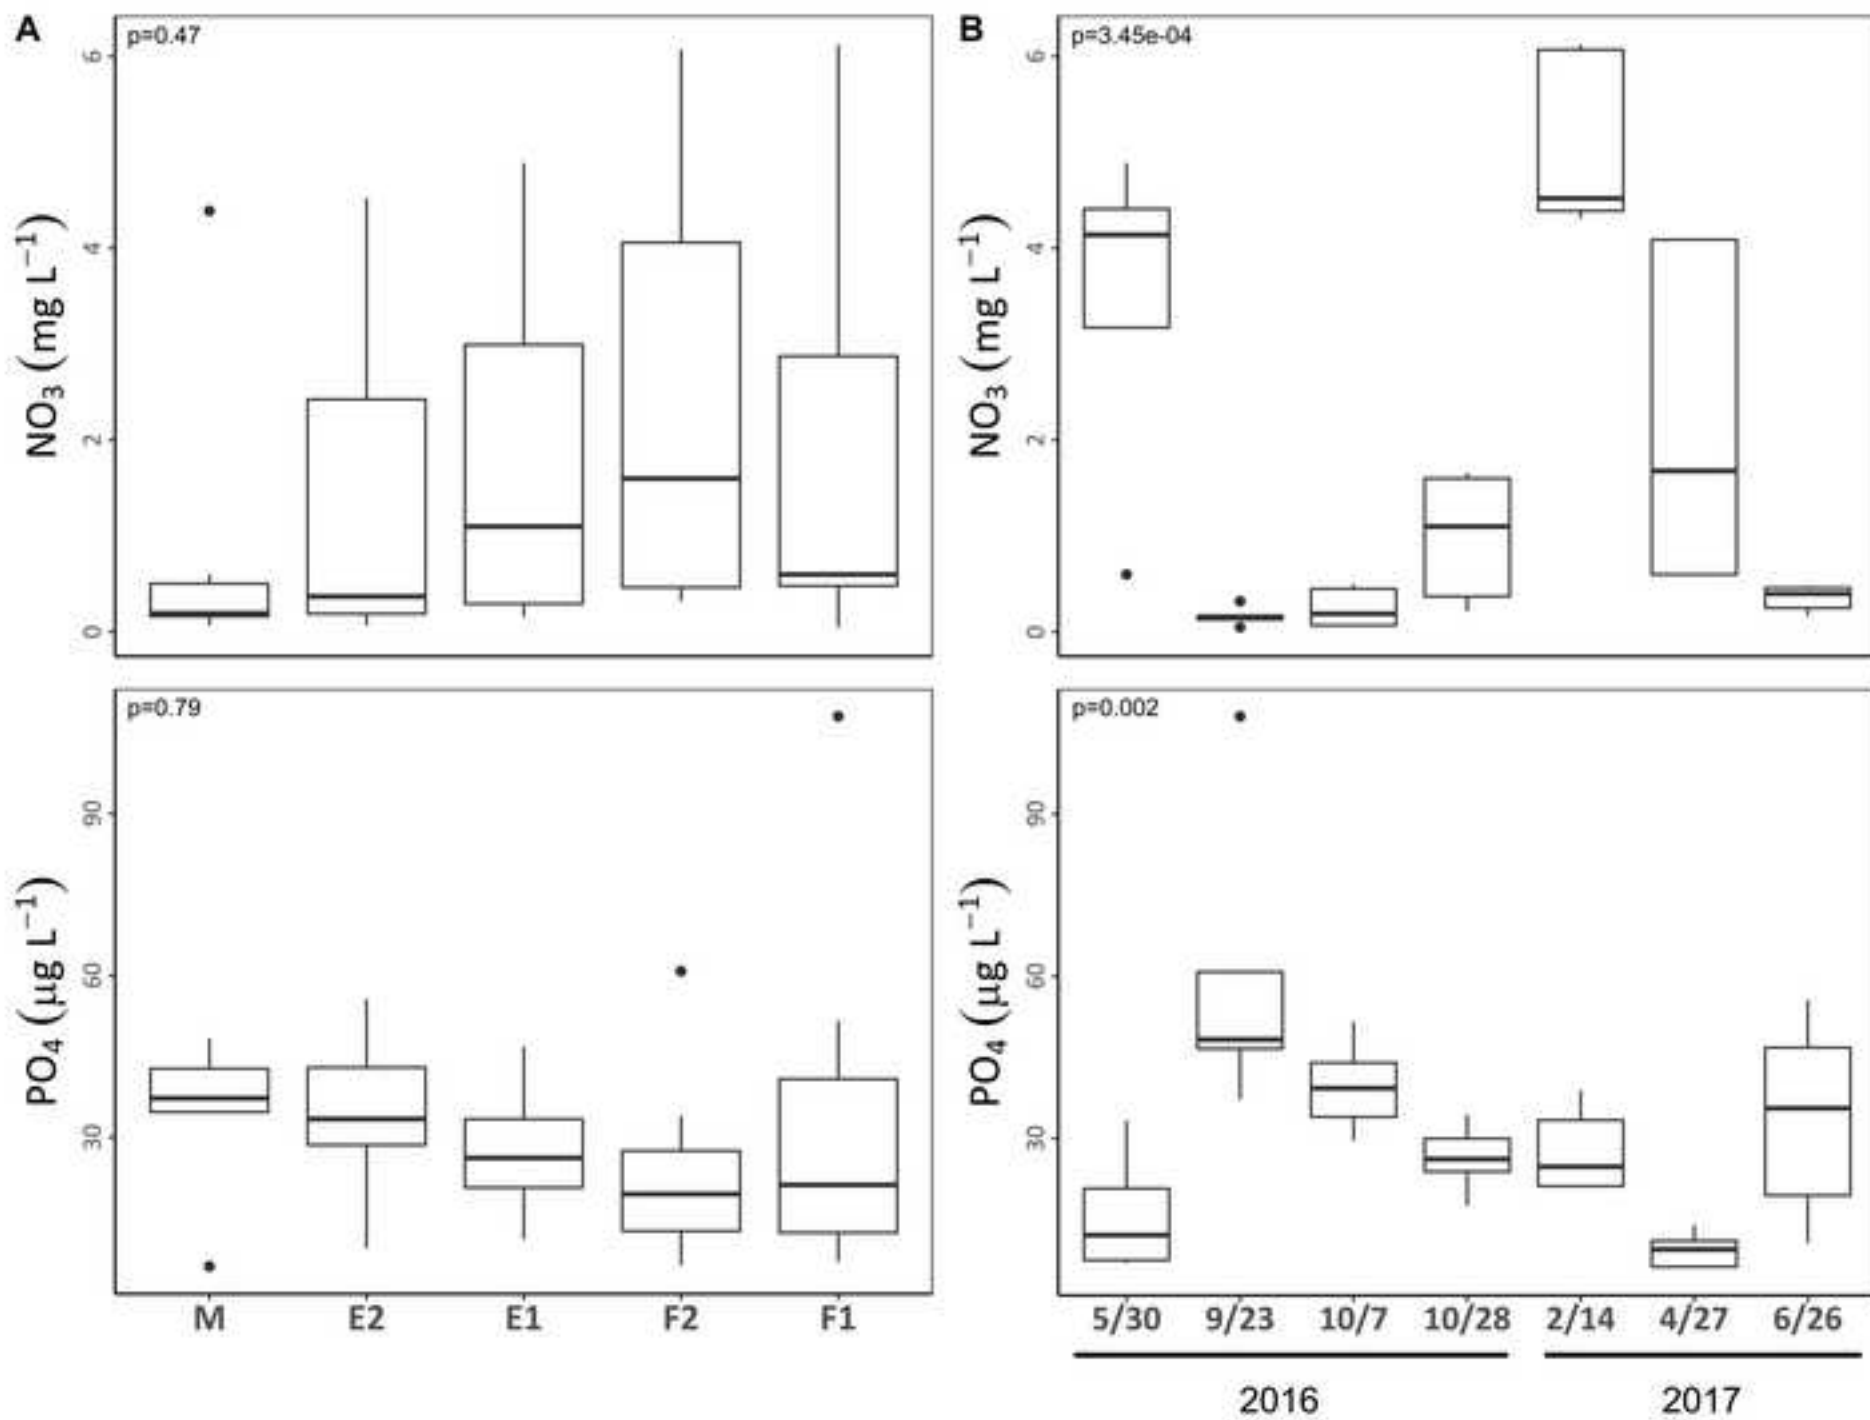 A
p=0.47
6
4
2
0
NO₃ (mg L⁻¹)
B
p=3.45e-04
6
4
2
0
NO₃ (mg L⁻¹)
p=0.79
90
60
30
PO₄ (µg L⁻¹)
M E2 E1 F2 F1
p=0.002
90
60
30
PO₄ (µg L⁻¹)
5/30 9/23 10/7 10/28 2/14 4/27 6/26
2016 2017